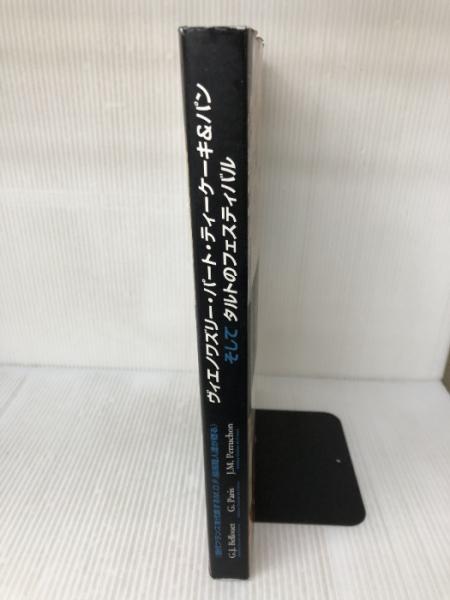 ヴィエノワズリー・パート・ティーケーキ&パン
そして タルトのフェスティバル
G.J. Bellouet G. Paris J.M. Perruchon